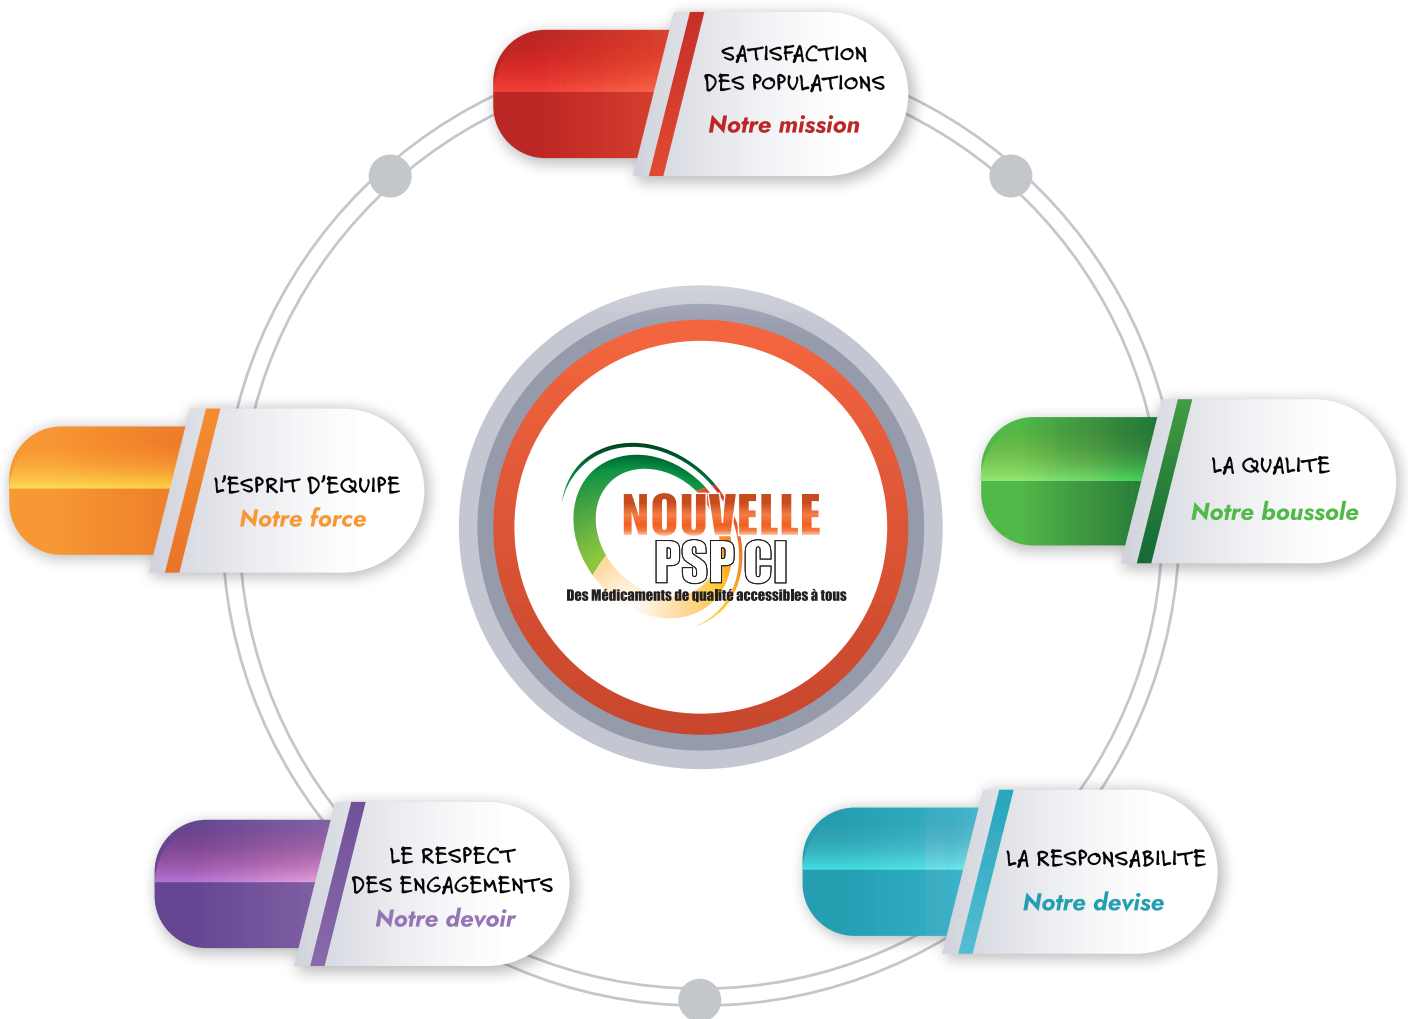 SATISFACTION
DES POPULATIONS
Notre mission
L'ESPRIT D'EQUIPE
Notre force
LA QUALITE
Notre boussole
NOUVELLE
PSP CI
Des Médicaments de qualité accessibles à tous
LE RESPECT
DES ENGAGEMENTS
Notre devoir
LA RESPONSABILITE
Notre devise